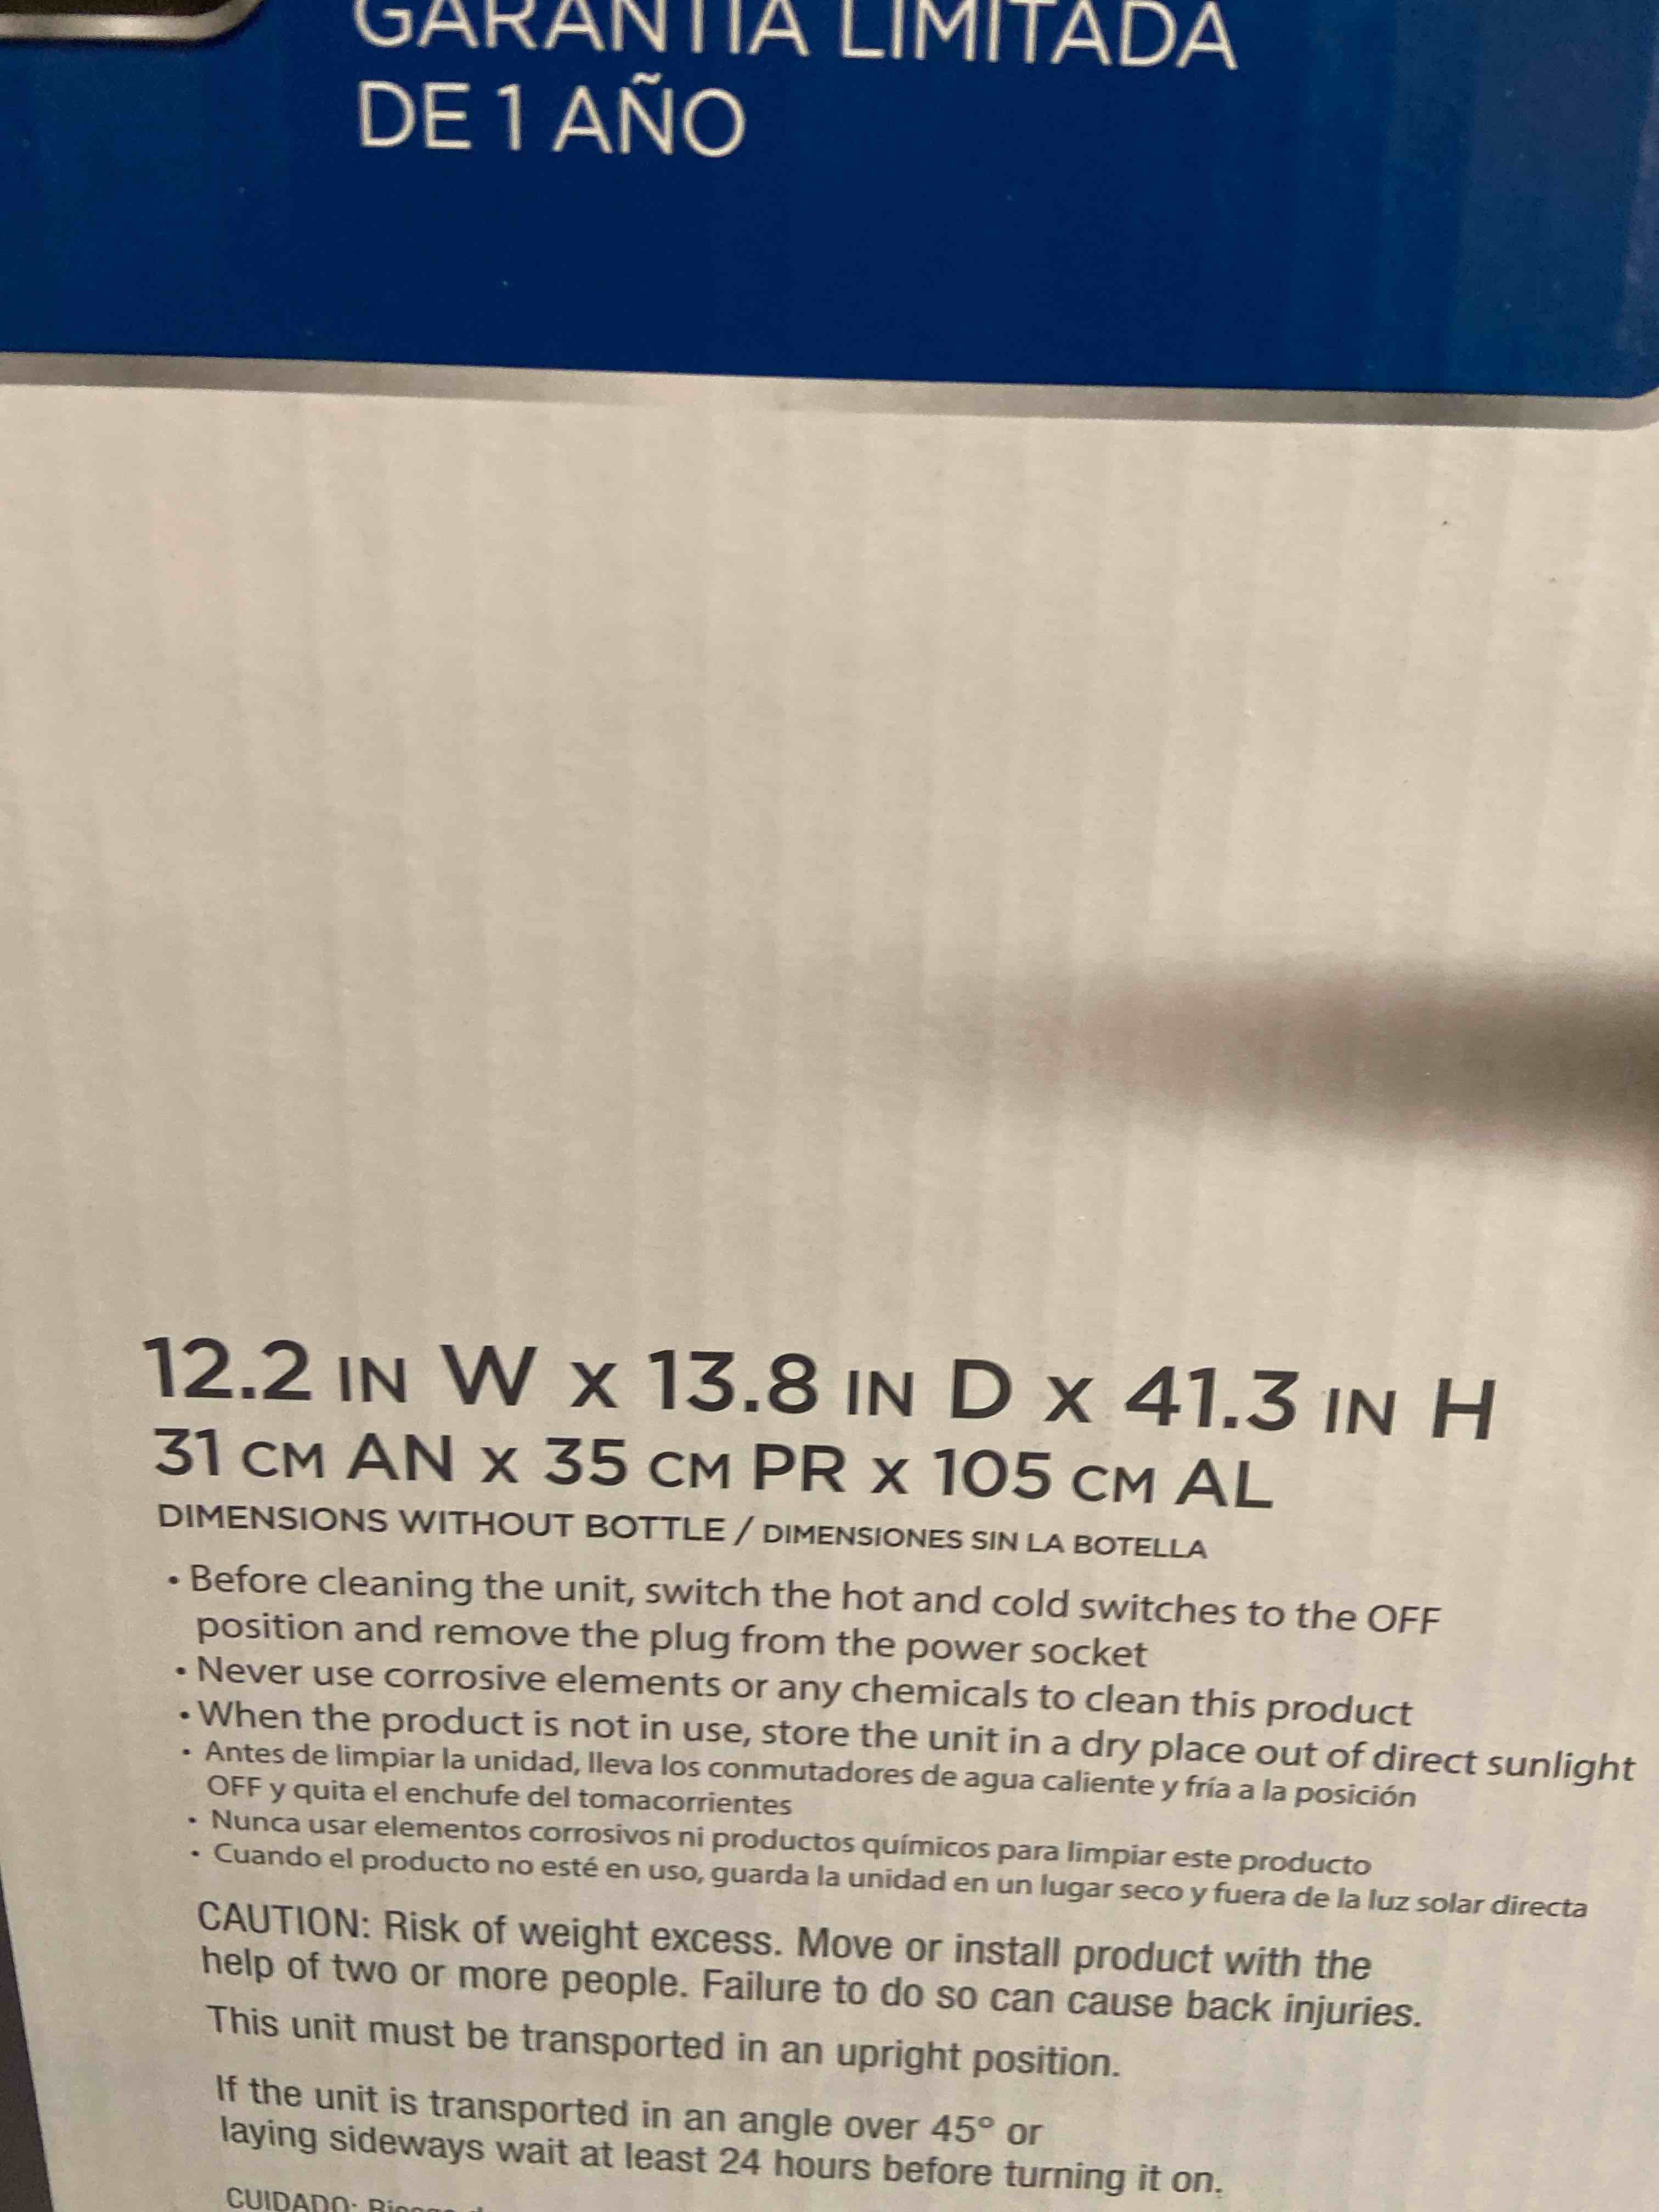 GARANTÍA LIMITADA
DE 1 AÑO
12.2 IN W x 13.8 IN D x 41.3 IN H
31 CM AN x 35 CM PR x 105 CM AL
DIMENSIONS WITHOUT BOTTLE / DIMENSIONES SIN LA BOTELLA
• Before cleaning the unit, switch the hot and cold switches to the OFF
position and remove the plug from the power socket
• Never use corrosive elements or any chemicals to clean this product
• When the product is not in use, store the unit in a dry place out of direct sunlight
• Antes de limpiar la unidad, lleva los conmutadores de agua caliente y fría a la posición
OFF y quita el enchufe del tomacorrientes
• Nunca usar elementos corrosivos ni productos químicos para limpiar este producto
• Cuando el producto no esté en uso, guarda la unidad en un lugar seco y fuera de la luz solar directa
CAUTION: Risk of weight excess. Move or install product with the
help of two or more people. Failure to do so can cause back injuries.
This unit must be transported in an upright position.
If the unit is transported in an angle over 45° or
laying sideways wait at least 24 hours before turning it on.
CUIDADO: